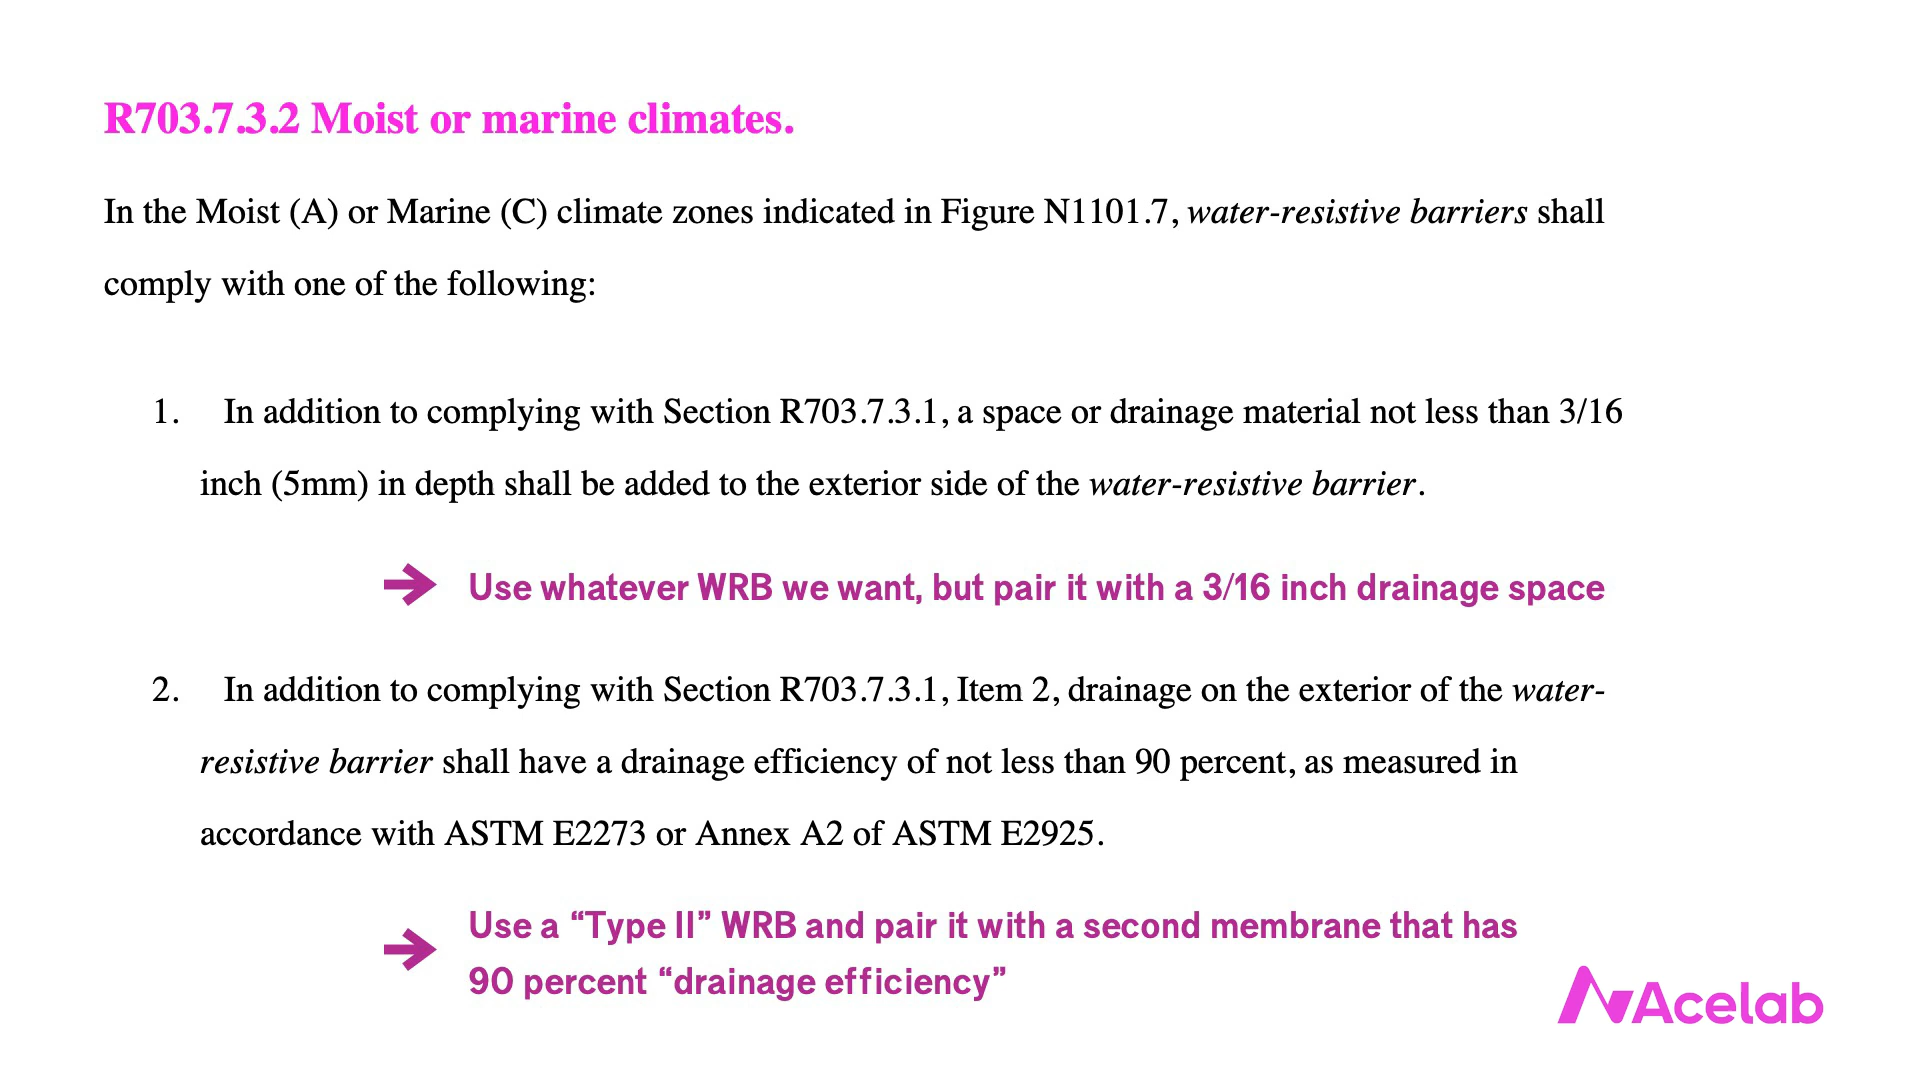 R703.7.3.2 Moist or marine climates.
In the Moist (A) or Marine (C) climate zones indicated in Figure N1101.7, water-resistive barriers shall
comply with one of the following:
1. In addition to complying with Section R703.7.3.1, a space or drainage material not less than 3/16
inch (5mm) in depth shall be added to the exterior side of the water-resistive barrier.
→ Use whatever WRB we want, but pair it with a 3/16 inch drainage space
2. In addition to complying with Section R703.7.3.1, Item 2, drainage on the exterior of the water-
resistive barrier shall have a drainage efficiency of not less than 90 percent, as measured in
accordance with ASTM E2273 or Annex A2 of ASTM E2925.
→ Use a “Type II” WRB and pair it with a second membrane that has
90 percent “drainage efficiency”
Acelab